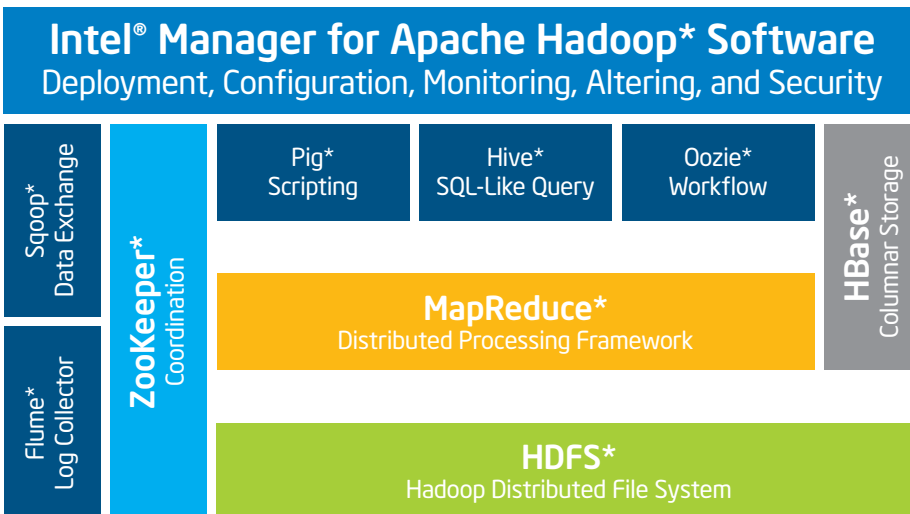 Intel® Manager for Apache Hadoop* Software
Deployment, Configuration, Monitoring, Altering, and Security
Sqoop*
Data Exchange
Flume*
Log Collector
ZooKeeper*
Coordination
Pig*
Scripting
Hive*
SQL-Like Query
Oozie*
Workflow
HBase*
Columnar Storage
MapReduce*
Distributed Processing Framework
HDFS*
Hadoop Distributed File System